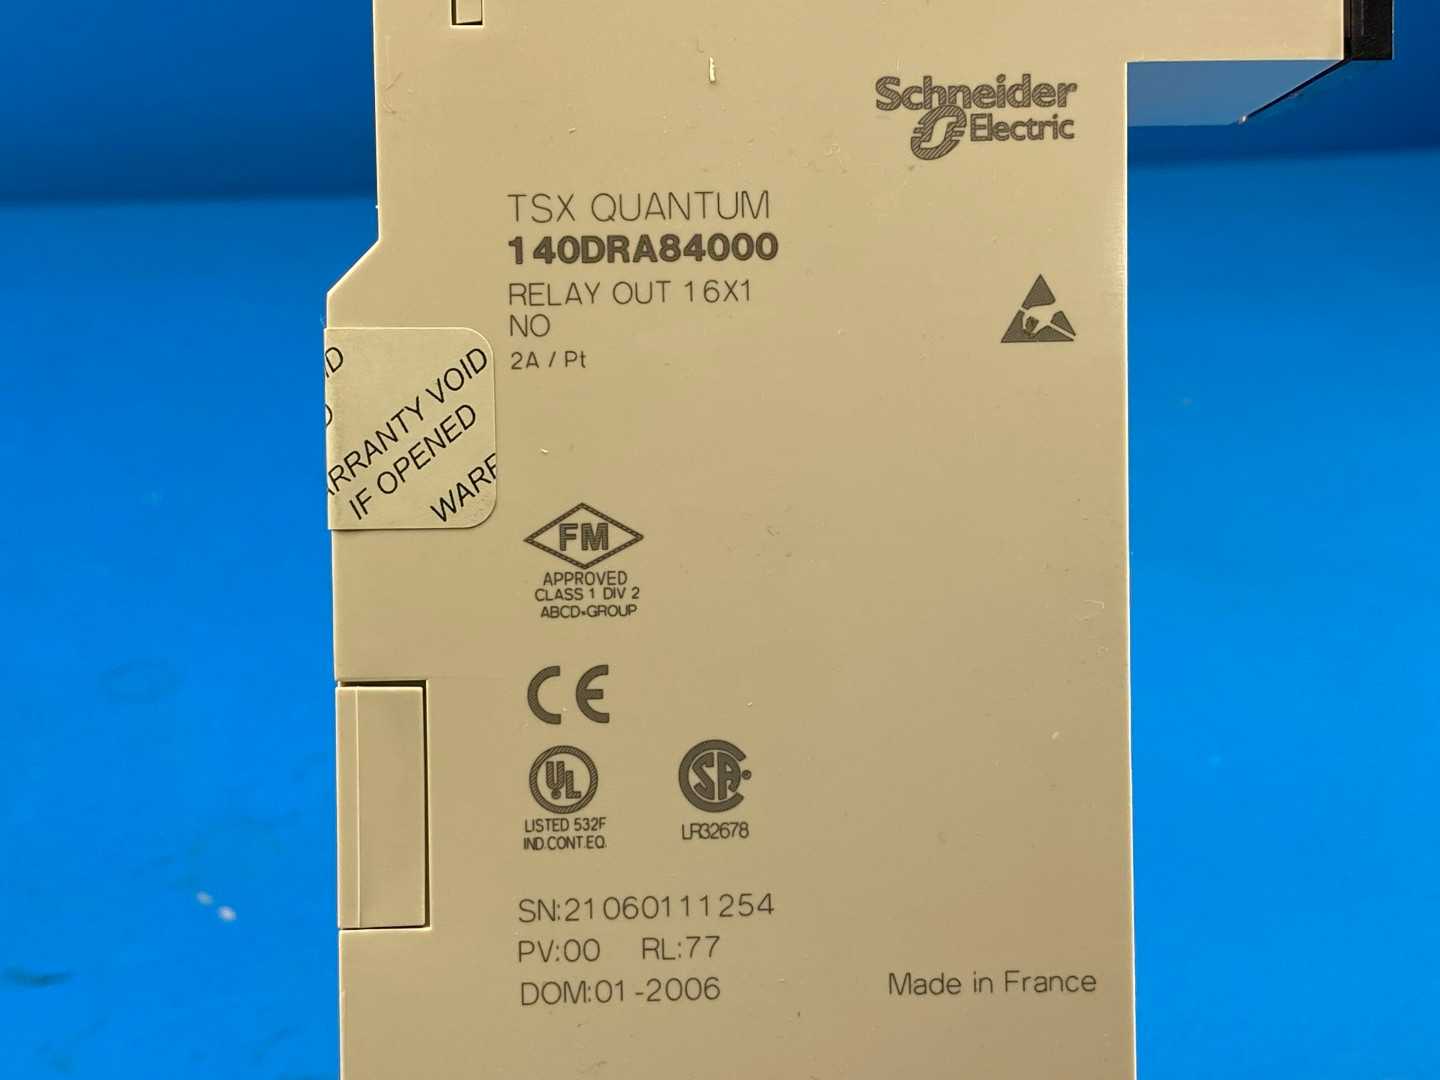 Schneider
Electric
TSX QUANTUM
140DRA84000
RELAY OUT 16X1
NO
2A / Pt
WARRANTY VOID
IF OPENED
FM
APPROVED
CLASS 1 DIV 2
ABCD-GROUP
CE
UL
LISTED 532F
IND.CONT.EQ.
SA
LR32678
SN:21060111254
PV:00 RL:77
DOM:01-2006
Made in France